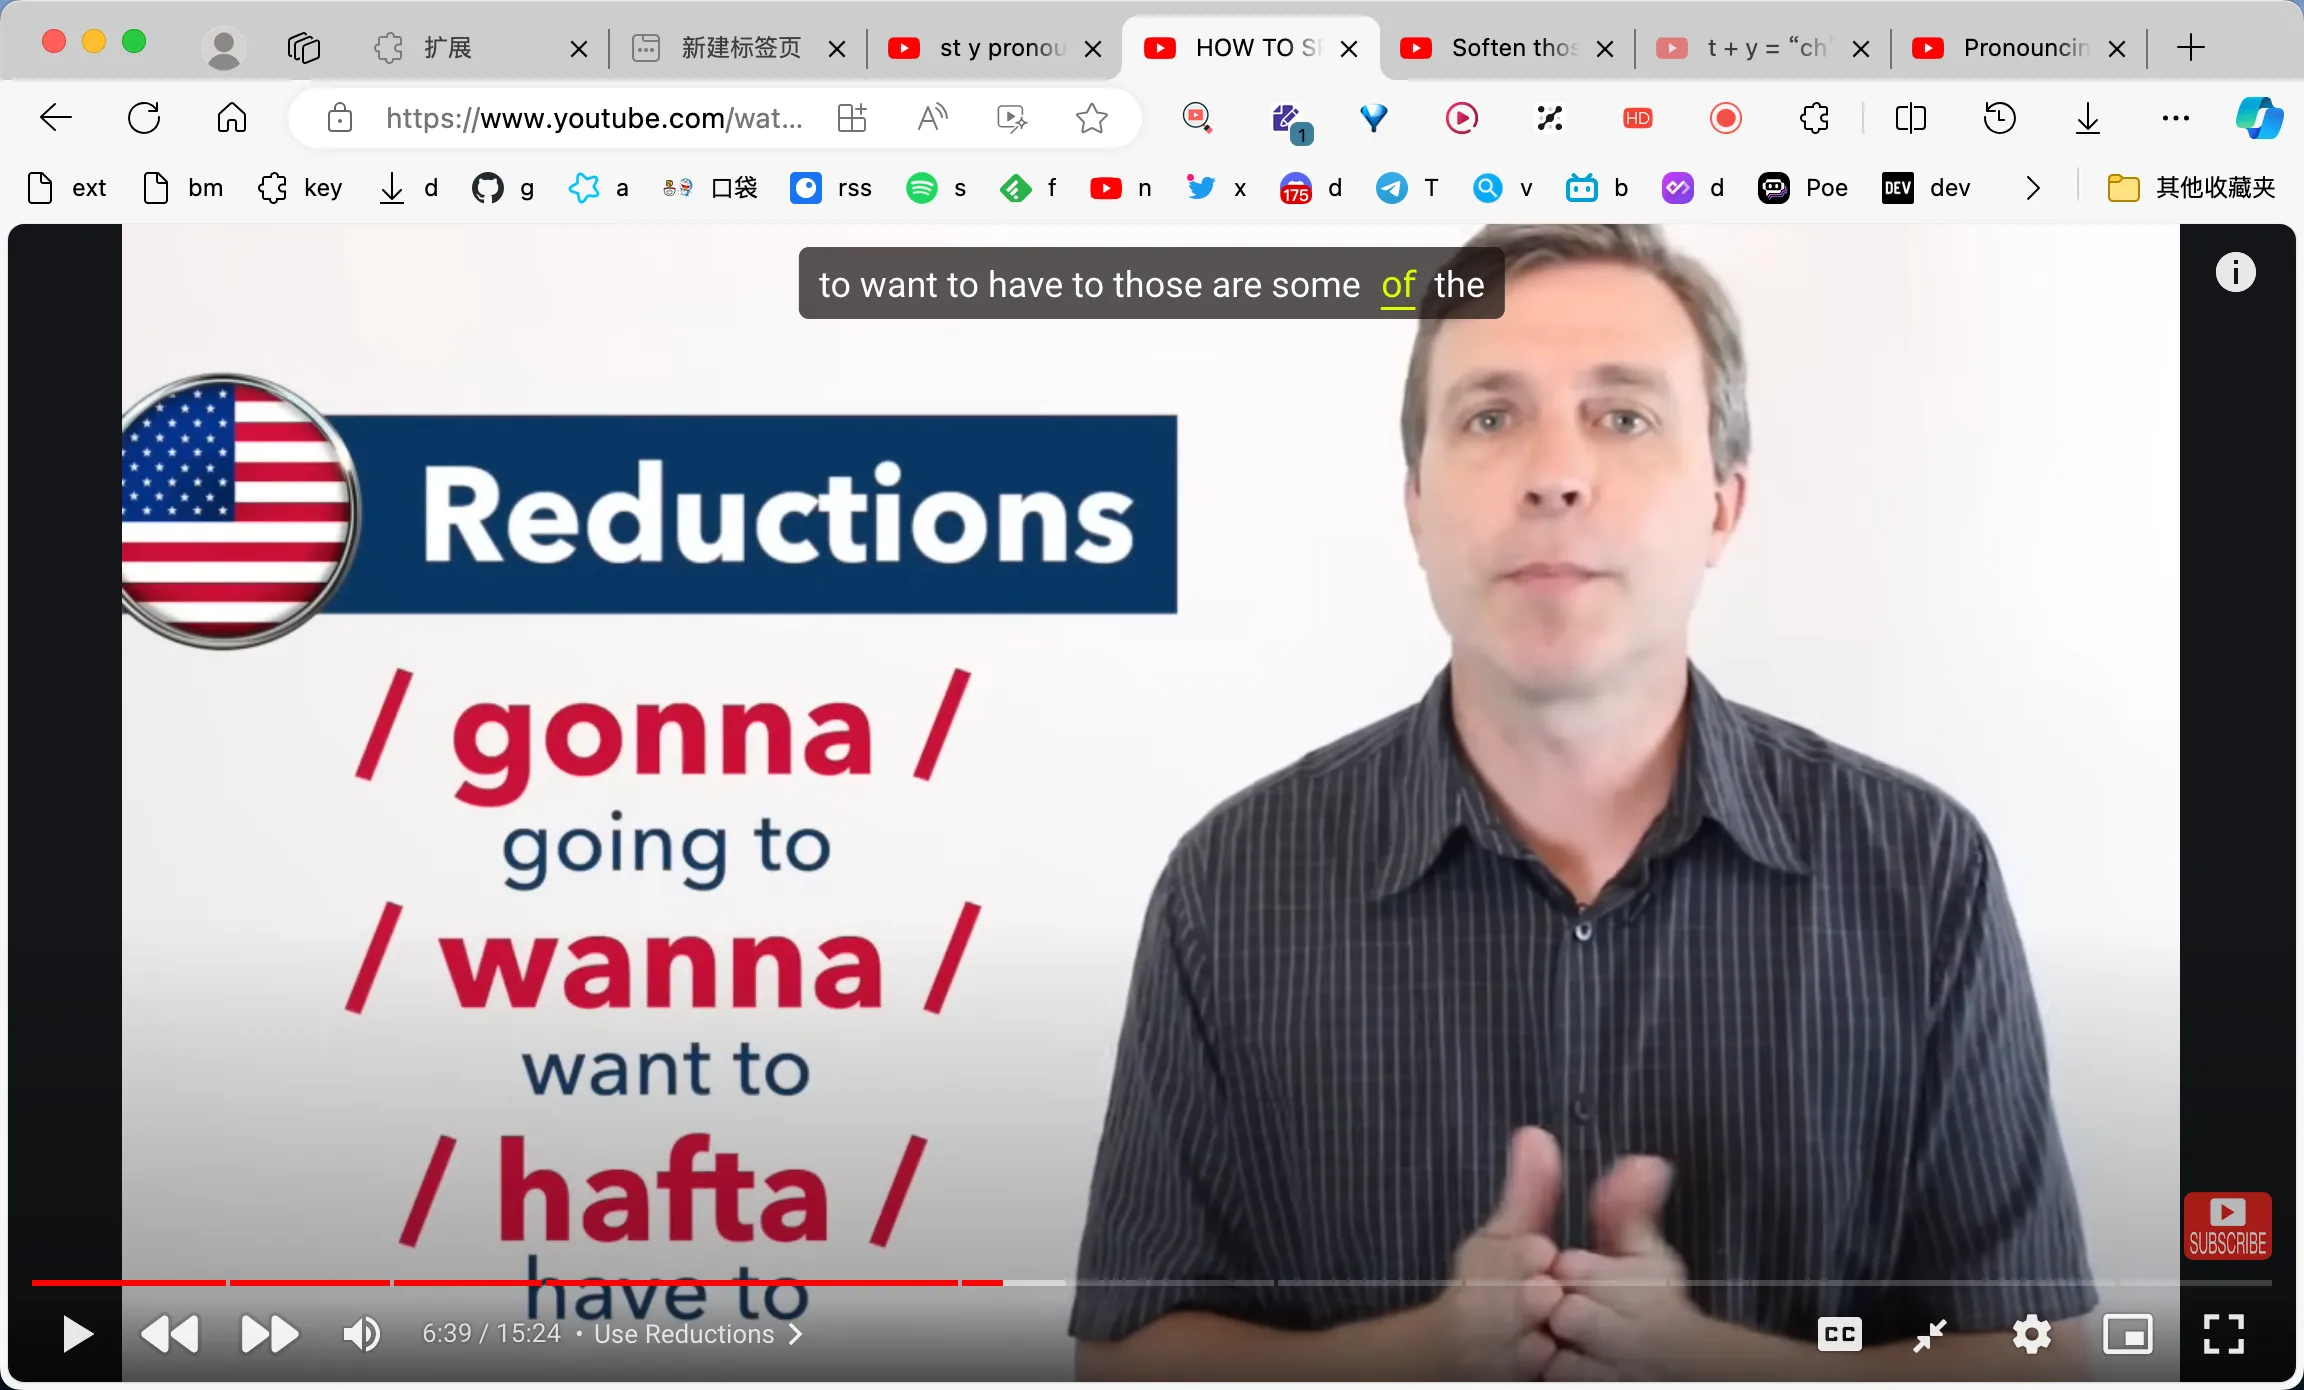 扩展
新建标签页
st y pronou
HOW TO SP
Soften thos
t + y = “ch”
Pronouncin
https://www.youtube.com/wat...
1
HD
ext
bm
key
d
g
a
口袋
rss
s
f
n
x
175
d
T
v
b
d
Poe
DEV
dev
其他收藏夹
to want to have to those are some of the
Reductions
/ gonna /
going to
/ wanna /
want to
/ hafta /
have to
SUBSCRIBE
6:39 / 15:24 • Use Reductions
CC